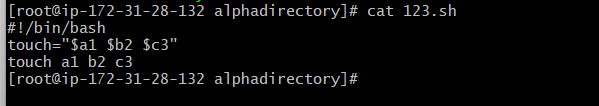 [root@ip-172-31-28-132 alphadirectory]# cat 123.sh
#!/bin/bash
touch="$a1 $b2 $c3"
touch a1 b2 c3
[root@ip-172-31-28-132 alphadirectory]#